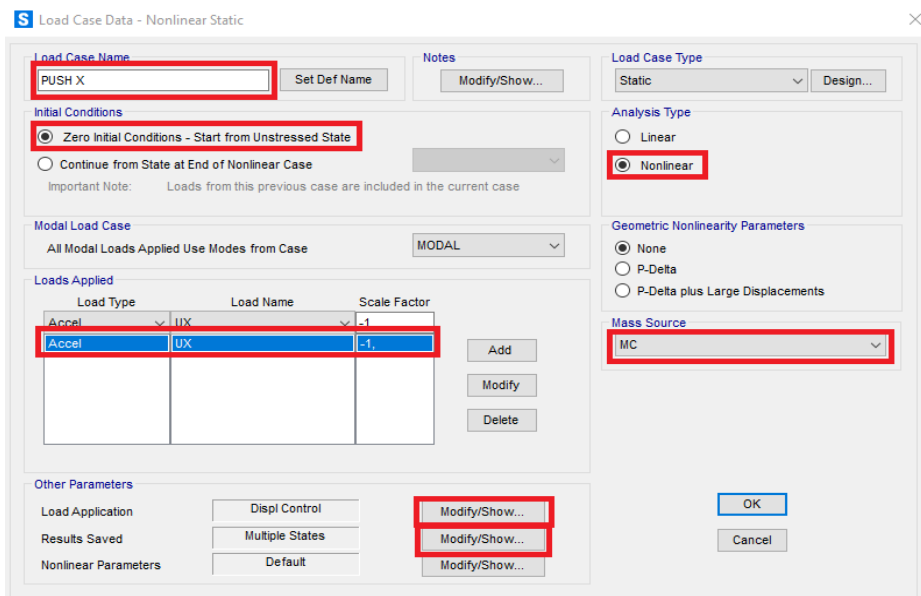 S Load Case Data - Nonlinear Static
Load Case Name
PUSH X
Set Def Name
Notes
Modify/Show...
Load Case Type
Static
Design...
Initial Conditions
Zero Initial Conditions - Start from Unstressed State
Continue from State at End of Nonlinear Case
Important Note: Loads from this previous case are included in the current case
Analysis Type
Linear
Nonlinear
Modal Load Case
All Modal Loads Applied Use Modes from Case
MODAL
Geometric Nonlinearity Parameters
None
P-Delta
P-Delta plus Large Displacements
Loads Applied
Load Type Load Name Scale Factor
Accel UX -1
Accel UX -1,
Add
Modify
Delete
Mass Source
MC
Other Parameters
Load Application Displ Control Modify/Show...
Results Saved Multiple States Modify/Show...
Nonlinear Parameters Default Modify/Show...
OK
Cancel